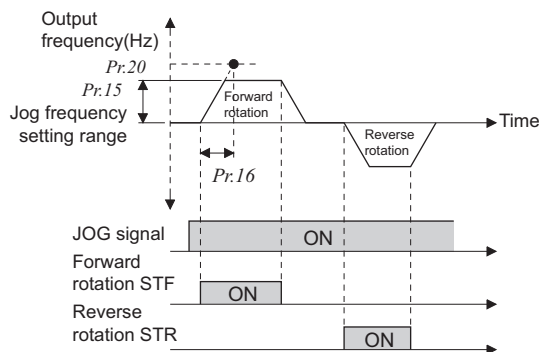 Output
frequency(Hz)
Pr.20
Pr.15
Jog frequency
setting range
Forward
rotation
Time
Reverse
rotation
Pr.16
JOG signal
ON
Forward
rotation STF
ON
Reverse
rotation STR
ON